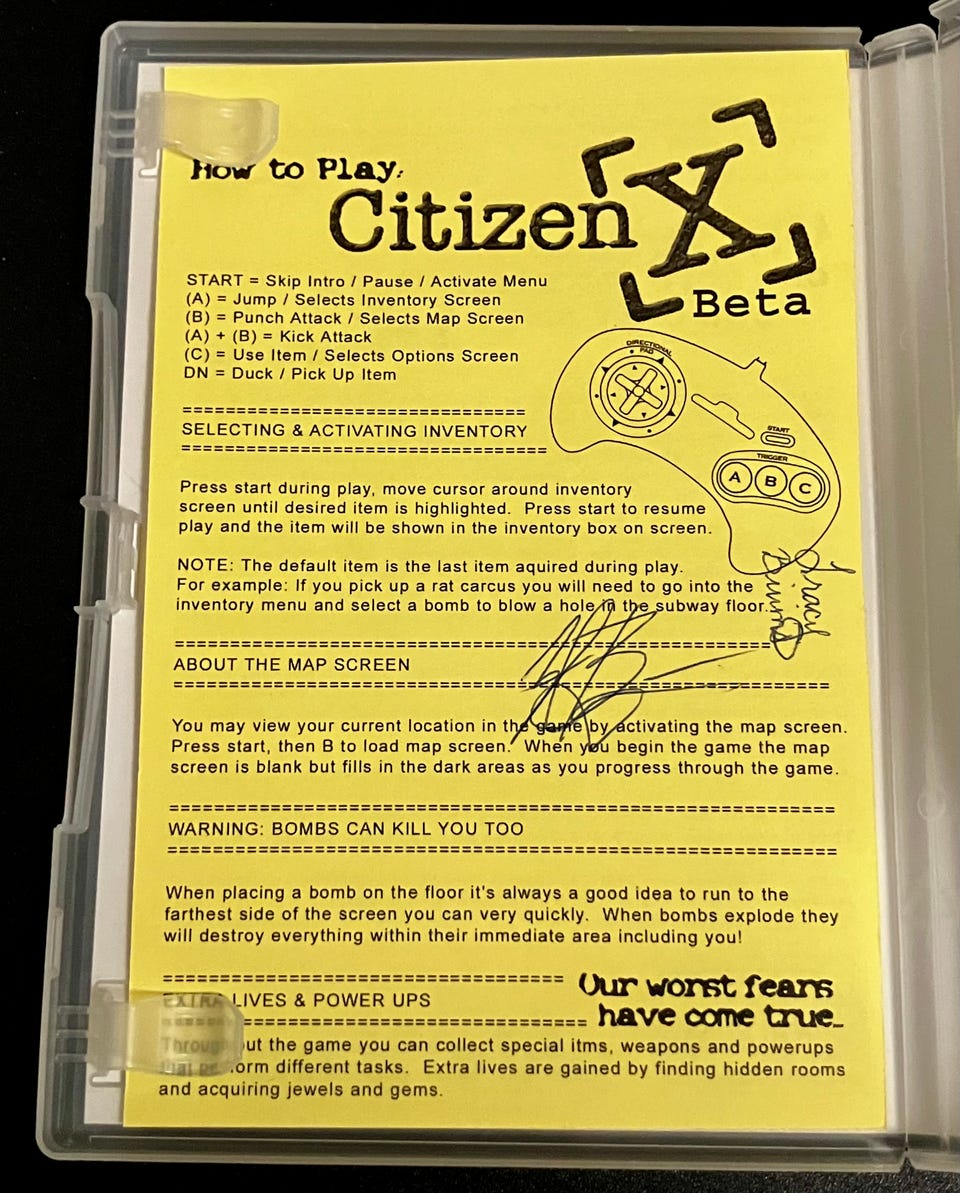 How to Play:
Citizen X
Beta
START = Skip Intro / Pause / Activate Menu
(A) = Jump / Selects Inventory Screen
(B) = Punch Attack / Selects Map Screen
(A) + (B) = Kick Attack
(C) = Use Item / Selects Options Screen
DN = Duck / Pick Up Item
DIRECTIONAL
PAD
START
TRIGGER
A B C
================================
SELECTING & ACTIVATING INVENTORY
==================================
Press start during play, move cursor around inventory
screen until desired item is highlighted. Press start to resume
play and the item will be shown in the inventory box on screen.
NOTE: The default item is the last item aquired during play.
For example: If you pick up a rat carcus you will need to go into the
inventory menu and select a bomb to blow a hole in the subway floor.
=======================================================
ABOUT THE MAP SCREEN
=============================================================
You may view your current location in the game by activating the map screen.
Press start, then B to load map screen. When you begin the game the map
screen is blank but fills in the dark areas as you progress through the game.
==============================================================
WARNING: BOMBS CAN KILL YOU TOO
==============================================================
When placing a bomb on the floor it's always a good idea to run to the
farthest side of the screen you can very quickly. When bombs explode they
will destroy everything within their immediate area including you!
=====================================
EXTRA LIVES & POWER UPS
=======================================
Our worst fears
have come true...
Throughout the game you can collect special itms, weapons and powerups
that perform different tasks. Extra lives are gained by finding hidden rooms
and acquiring jewels and gems.